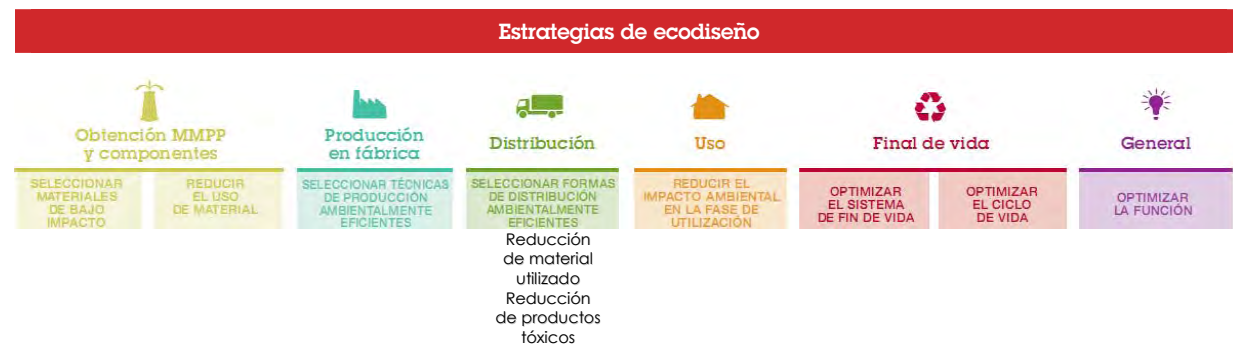 Estrategias de ecodiseño
Obtención MMPP
y componentes
Producción
en fábrica
Distribución
Uso
Final de vida
General
SELECCIONAR
MATERIALES
DE BAJO
IMPACTO
REDUCIR
EL USO
DE MATERIAL
SELECCIONAR TÉCNICAS
DE PRODUCCIÓN
AMBIENTALMENTE
EFICIENTES
SELECCIONAR FORMAS
DE DISTRIBUCIÓN
AMBIENTALMENTE
EFICIENTES
REDUCIR EL
IMPACTO AMBIENTAL
EN LA FASE DE
UTILIZACIÓN
OPTIMIZAR
EL SISTEMA
DE FIN DE VIDA
OPTIMIZAR
EL CICLO
DE VIDA
OPTIMIZAR
LA FUNCIÓN
Reducción
de material
utilizado
Reducción
de productos
tóxicos